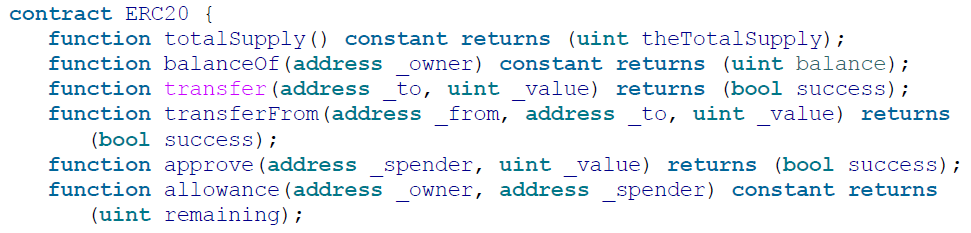 contract ERC20 {
function totalSupply() constant returns (uint theTotalSupply);
function balanceOf(address _owner) constant returns (uint balance);
function transfer(address _to, uint _value) returns (bool success);
function transferFrom(address _from, address _to, uint _value) returns
(bool success);
function approve(address _spender, uint _value) returns (bool success);
function allowance(address _owner, address _spender) constant returns
(uint remaining);